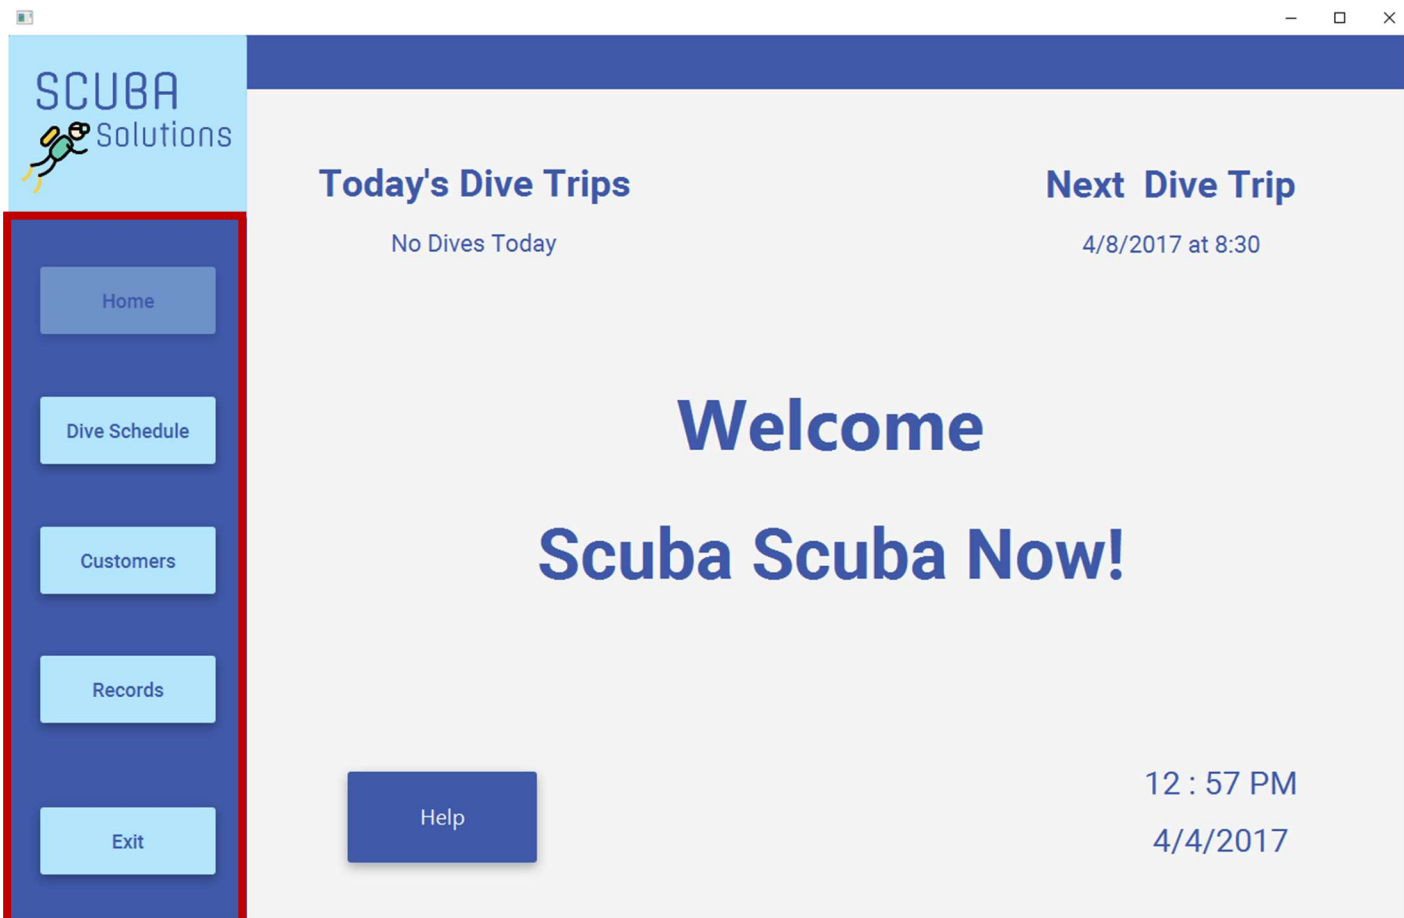 SCUBA
Solutions
Home
Dive Schedule
Customers
Records
Exit
Today's Dive Trips
No Dives Today
Next Dive Trip
4/8/2017 at 8:30
Welcome
Scuba Scuba Now!
Help
12 : 57 PM
4/4/2017